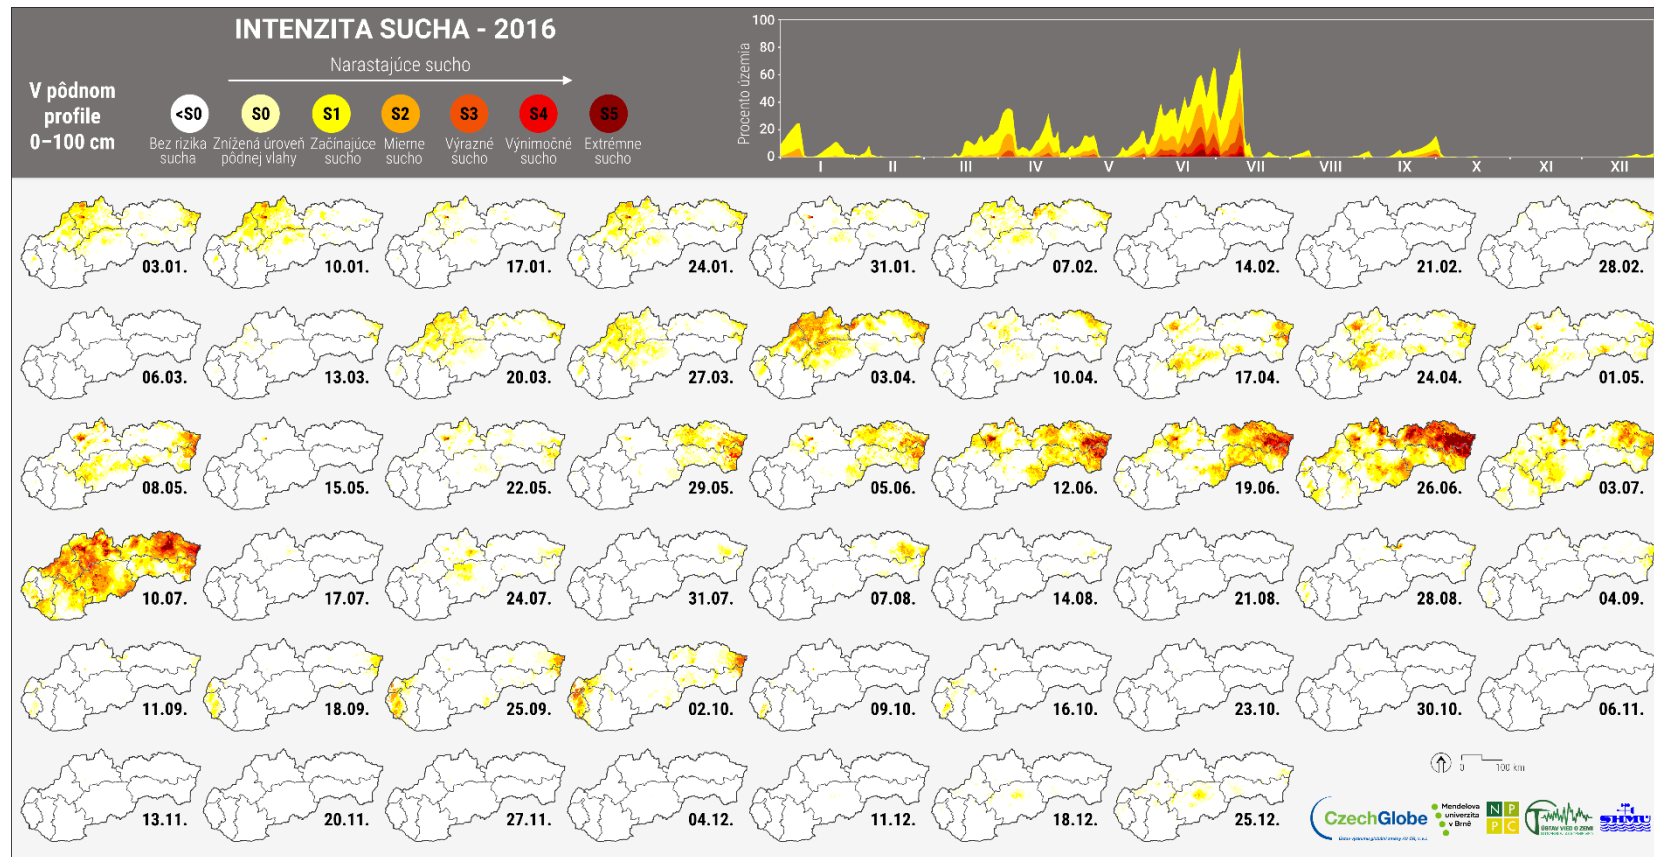 INTENZITA SUCHA - 2016
Narastajúce sucho
V pôdnom
profile
0–100 cm
<S0 S0 S1 S2 S3 S4 S5
Bez rizika sucha
Znížená úroveň pôdnej vlahy
Začínajúce sucho
Mierne sucho
Výrazné sucho
Výnimočné sucho
Extrémne sucho
Procento územia
100
80
60
40
20
0
I II III IV V VI VII VIII IX X XI XII
03.01. 10.01. 17.01. 24.01. 31.01. 07.02. 14.02. 21.02. 28.02.
06.03. 13.03. 20.03. 27.03. 03.04. 10.04. 17.04. 24.04. 01.05.
08.05. 15.05. 22.05. 29.05. 05.06. 12.06. 19.06. 26.06. 03.07.
10.07. 17.07. 24.07. 31.07. 07.08. 14.08. 21.08. 28.08. 04.09.
11.09. 18.09. 25.09. 02.10. 09.10. 16.10. 23.10. 30.10. 06.11.
13.11. 20.11. 27.11. 04.12. 11.12. 18.12. 25.12.
0 100 km
CzechGlobe
Mendelova
univerzita
v Brně
N P
P C
ÚSTAV VIED O ZEMI
SHMÚ